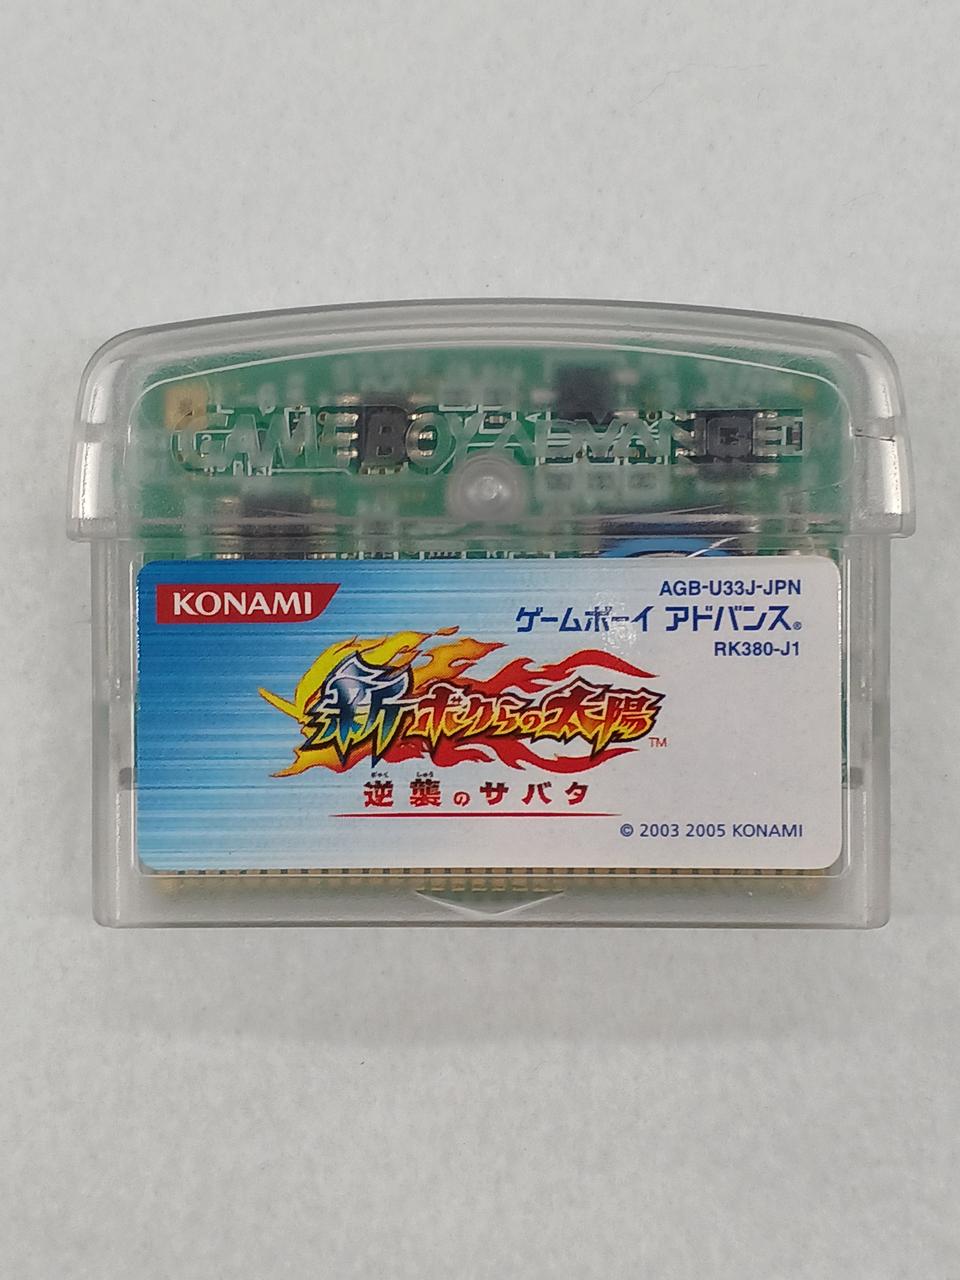 GAME BOY ADVANCE
KONAMI
AGB-U33J-JPN
ゲームボーイ アドバンス®
RK380-J1
新ボクらの太陽™
ぎゃく しゅう
逆襲のサバタ
© 2003 2005 KONAMI